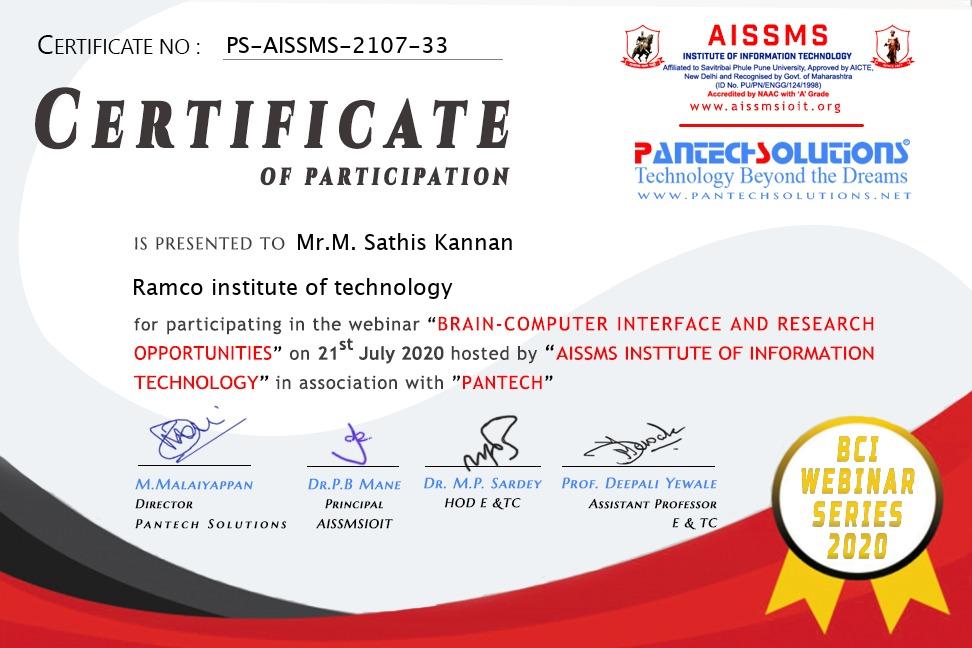 CERTIFICATE NO : PS-AISSMS-2107-33
CERTIFICATE
OF PARTICIPATION
AISSMS
INSTITUTE OF INFORMATION TECHNOLOGY
Affiliated to Savitribai Phule Pune University, Approved by AICTE,
New Delhi and Recognised by Govt. of Maharashtra
(ID No. PU/PN/ENGG/124/1998)
Accredited by NAAC with 'A' Grade
www.aissmsioit.org
PANTECH SOLUTIONS
Technology Beyond the Dreams
WWW.PANTECHSOLUTIONS.NET
IS PRESENTED TO Mr.M. Sathis Kannan
Ramco institute of technology
for participating in the webinar “BRAIN-COMPUTER INTERFACE AND RESEARCH
OPPORTUNITIES” on 21st July 2020 hosted by “AISSMS INSTTUTE OF INFORMATION
TECHNOLOGY” in association with ”PANTECH”
M.MALAIYAPPAN
DIRECTOR
PANTECH SOLUTIONS
DR.P.B MANE
PRINCIPAL
AISSMSIOIT
DR. M.P. SARDEY
HOD E &TC
PROF. DEEPALI YEWALE
ASSISTANT PROFESSOR
E & TC
BCI
WEBINAR
SERIES
2020